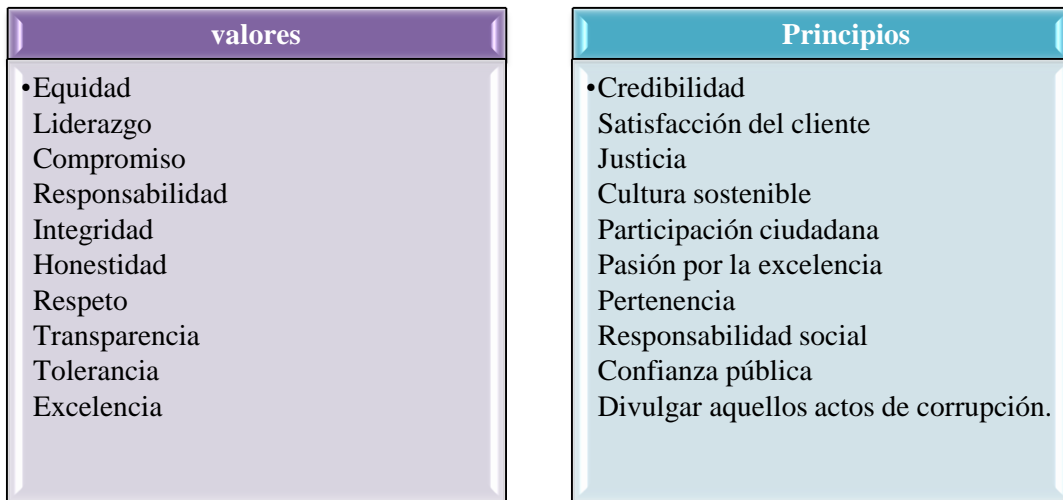 valores
•Equidad
Liderazgo
Compromiso
Responsabilidad
Integridad
Honestidad
Respeto
Transparencia
Tolerancia
Excelencia
Principios
•Credibilidad
Satisfacción del cliente
Justicia
Cultura sostenible
Participación ciudadana
Pasión por la excelencia
Pertenencia
Responsabilidad social
Confianza pública
Divulgar aquellos actos de corrupción.